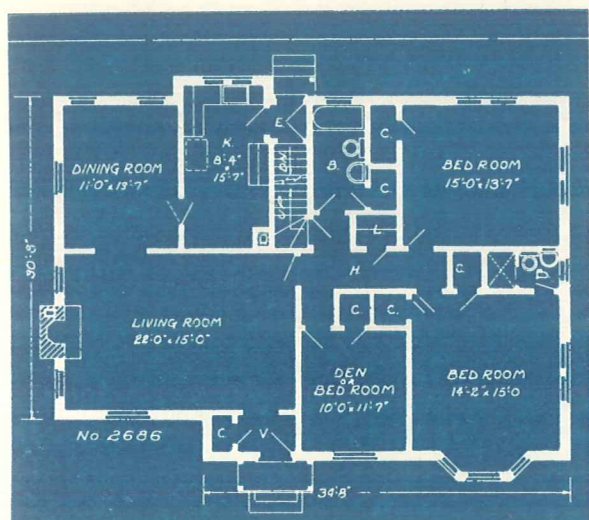 E.
K.
8'-4"
x
15'-7"
DN
UP
B.
C.
C.
DINING ROOM
11'-0" x 13'-7"
BED ROOM
15'-0" x 13'-7"
L.
H.
C.
30'-8"
LIVING ROOM
22'-0" x 15'-0"
C.
C.
DEN
OR
BED ROOM
10'-0" x 11'-7"
BED ROOM
14'-2" x 15'-0
No 2686
C.
V.
34'-8"